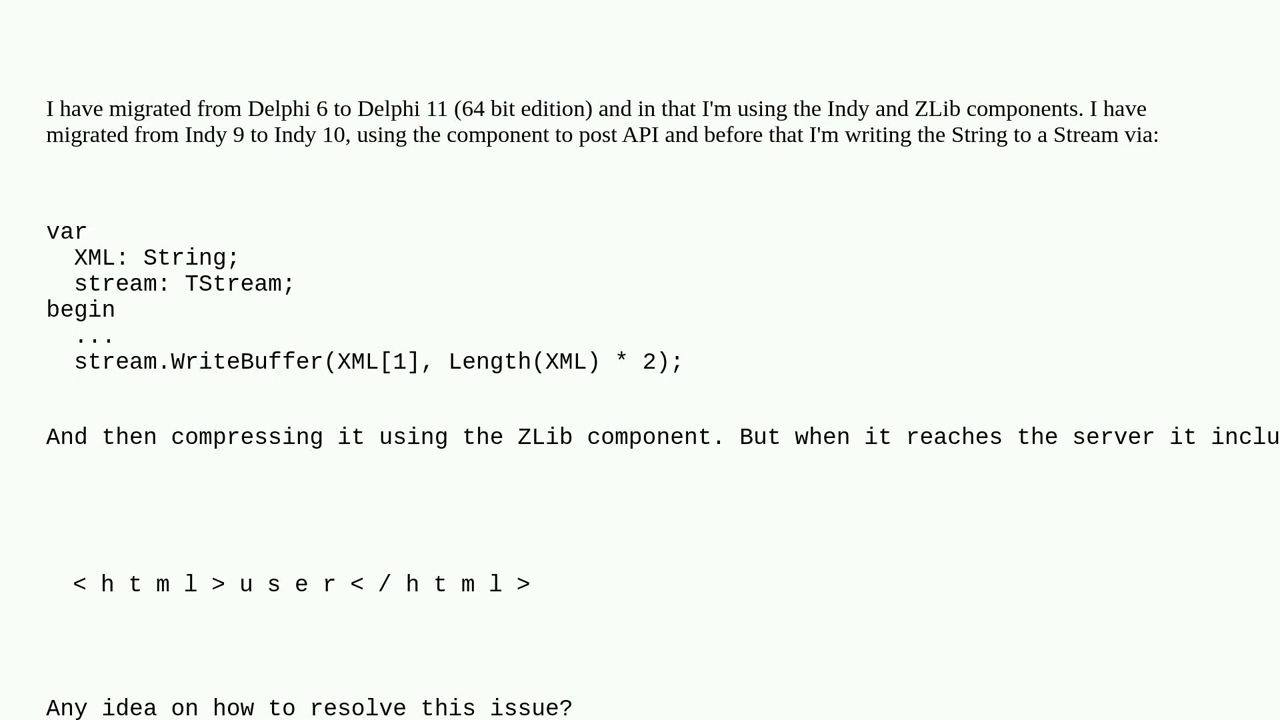 I have migrated from Delphi 6 to Delphi 11 (64 bit edition) and in that I'm using the Indy and ZLib components. I have
migrated from Indy 9 to Indy 10, using the component to post API and before that I'm writing the String to a Stream via:
var
  XML: String;
  stream: TStream;
begin
  ...
  stream.WriteBuffer(XML[1], Length(XML) * 2);
And then compressing it using the ZLib component. But when it reaches the server it inclu
< h t m l > u s e r < / h t m l >
Any idea on how to resolve this issue?